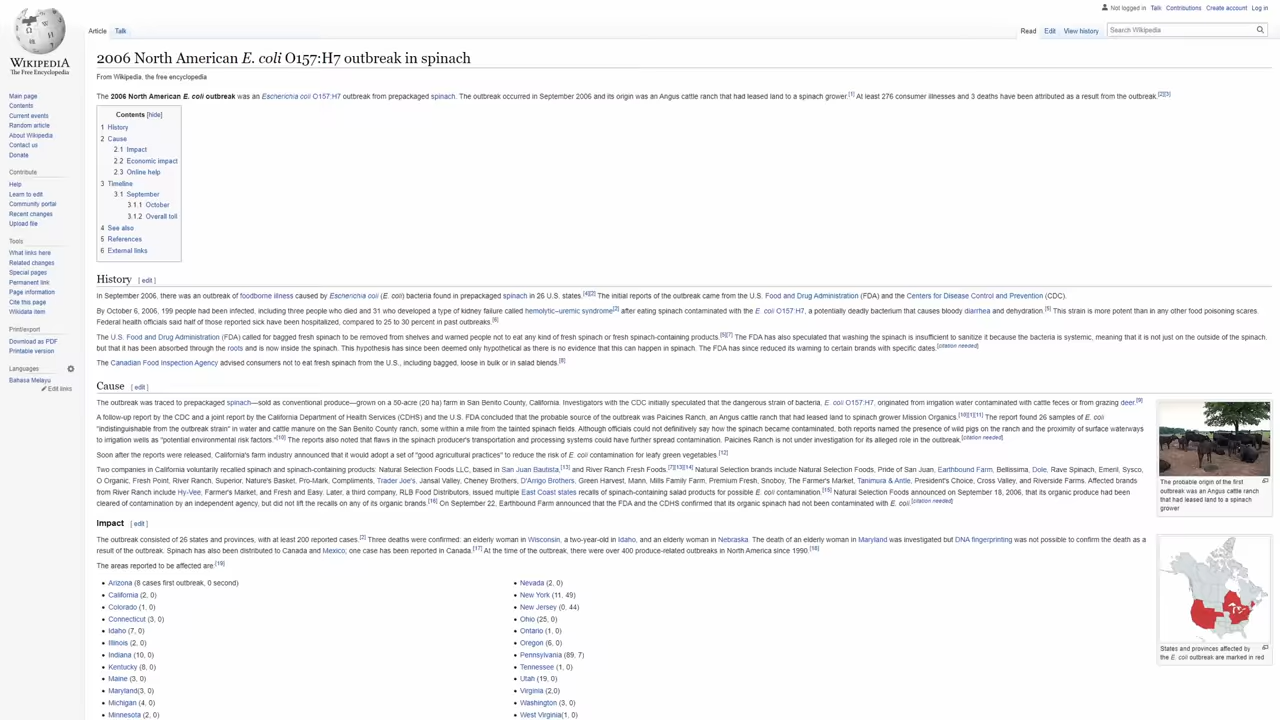 Not logged in Talk Contributions Create account Log in
Article Talk
Read Edit View history Search Wikipedia
WIKIPEDIA
The Free Encyclopedia
Main page
Contents
Current events
Random article
About Wikipedia
Contact us
Donate
Contribute
Help
Learn to edit
Community portal
Recent changes
Upload file
Tools
What links here
Related changes
Special pages
Permanent link
Page information
Cite this page
Wikidata item
Print/export
Download as PDF
Printable version
Languages
Bahasa Melayu
Edit links
2006 North American E. coli O157:H7 outbreak in spinach
From Wikipedia, the free encyclopedia
The 2006 North American E. coli outbreak was an Escherichia coli O157:H7 outbreak from prepackaged spinach. The outbreak occurred in September 2006 and its origin was an Angus cattle ranch that had leased land to a spinach grower.[1] At least 276 consumer illnesses and 3 deaths have been attributed as a result from the outbreak.[2][3]
Contents [hide]
1 History
2 Cause
2.1 Impact
2.2 Economic impact
2.3 Online help
3 Timeline
3.1 September
3.1.1 October
3.1.2 Overall toll
4 See also
5 References
6 External links
History [ edit ]
In September 2006, there was an outbreak of foodborne illness caused by Escherichia coli (E. coli) bacteria found in prepackaged spinach in 26 U.S. states.[4][2] The initial reports of the outbreak came from the U.S. Food and Drug Administration (FDA) and the Centers for Disease Control and Prevention (CDC).
By October 6, 2006, 199 people had been infected, including three people who died and 31 who developed a type of kidney failure called hemolytic–uremic syndrome[2] after eating spinach contaminated with the E. coli O157:H7, a potentially deadly bacterium that causes bloody diarrhea and dehydration.[5] This strain is more potent than in any other food poisoning scares.
Federal health officials said half of those reported sick have been hospitalized, compared to 25 to 30 percent in past outbreaks.[6]
The U.S. Food and Drug Administration (FDA) called for bagged fresh spinach to be removed from shelves and warned people not to eat any kind of fresh spinach or fresh spinach-containing products.[5][7] The FDA has also speculated that washing the spinach is insufficient to sanitize it because the bacteria is systemic, meaning that it is not just on the outside of the spinach,
but that it has been absorbed through the roots and is now inside the spinach. This hypothesis has since been deemed only hypothetical as there is no evidence that this can happen in spinach. The FDA has since reduced its warning to certain brands with specific dates.[citation needed]
The Canadian Food Inspection Agency advised consumers not to eat fresh spinach from the U.S., including bagged, loose in bulk or in salad blends.[8]
Cause [ edit ]
The outbreak was traced to prepackaged spinach—sold as conventional produce—grown on a 50-acre (20 ha) farm in San Benito County, California. Investigators with the CDC initially speculated that the dangerous strain of bacteria, E. coli O157:H7, originated from irrigation water contaminated with cattle feces or from grazing deer.[9]
A follow-up report by the CDC and a joint report by the California Department of Health Services (CDHS) and the U.S. FDA concluded that the probable source of the outbreak was Paicines Ranch, an Angus cattle ranch that had leased land to spinach grower Mission Organics.[10][1][11] The report found 26 samples of E. coli
"indistinguishable from the outbreak strain" in water and cattle manure on the San Benito County ranch, some within a mile from the tainted spinach fields. Although officials could not definitively say how the spinach became contaminated, both reports named the presence of wild pigs on the ranch and the proximity of surface waterways
to irrigation wells as "potential environmental risk factors."[10] The reports also noted that flaws in the spinach producer's transportation and processing systems could have further spread contamination. Paicines Ranch is not under investigation for its alleged role in the outbreak.[citation needed]
Soon after the reports were released, California's farm industry announced that it would adopt a set of "good agricultural practices" to reduce the risk of E. coli contamination for leafy green vegetables.[12]
Two companies in California voluntarily recalled spinach and spinach-containing products: Natural Selection Foods LLC, based in San Juan Bautista,[13] and River Ranch Fresh Foods.[7][13][14] Natural Selection brands include Natural Selection Foods, Pride of San Juan, Earthbound Farm, Bellissima, Dole, Rave Spinach, Emeril, Sysco,
O Organic, Fresh Point, River Ranch, Superior, Nature's Basket, Pro-Mark, Compliments, Trader Joe's, Jansal Valley, Cheney Brothers, D'Arrigo Brothers, Green Harvest, Mann, Mills Family Farm, Premium Fresh, Snoboy, The Farmer's Market, Tanimura & Antle, President's Choice, Cross Valley, and Riverside Farms. Affected brands
from River Ranch include Hy-Vee, Farmer's Market, and Fresh and Easy. Later, a third company, RLB Food Distributors, issued multiple East Coast states recalls of spinach-containing salad products for possible E. coli contamination.[15] Natural Selection Foods announced on September 18, 2006, that its organic produce had been
cleared of contamination by an independent agency, but did not lift the recalls on any of its organic brands.[16] On September 22, Earthbound Farm announced that the FDA and the CDHS confirmed that its organic spinach had not been contaminated with E. coli.[citation needed]
The probable origin of the first
outbreak was an Angus cattle ranch
that had leased land to a spinach
grower
Impact [ edit ]
The outbreak consisted of 26 states and provinces, with at least 200 reported cases.[2] Three deaths were confirmed: an elderly woman in Wisconsin, a two-year-old in Idaho, and an elderly woman in Nebraska. The death of an elderly woman in Maryland was investigated but DNA fingerprinting was not possible to confirm the death as a
result of the outbreak. Spinach has also been distributed to Canada and Mexico; one case has been reported in Canada.[17] At the time of the outbreak, there were over 400 produce-related outbreaks in North America since 1990.[18]
The areas reported to be affected are:[19]
• Arizona (8 cases first outbreak, 0 second)
• California (2, 0)
• Colorado (1, 0)
• Connecticut (3, 0)
• Idaho (7, 0)
• Illinois (2, 0)
• Indiana (10, 0)
• Kentucky (8, 0)
• Maine (3, 0)
• Maryland(3, 0)
• Michigan (4, 0)
• Minnesota (2, 0)
• Nevada (2, 0)
• New York (11, 49)
• New Jersey (0, 44)
• Ohio (25, 0)
• Ontario (1, 0)
• Oregon (6, 0)
• Pennsylvania (89, 7)
• Tennessee (1, 0)
• Utah (19, 0)
• Virginia (2,0)
• Washington (3, 0)
• West Virginia(1, 0)
States and provinces affected by
the E. coli outbreak are marked in red